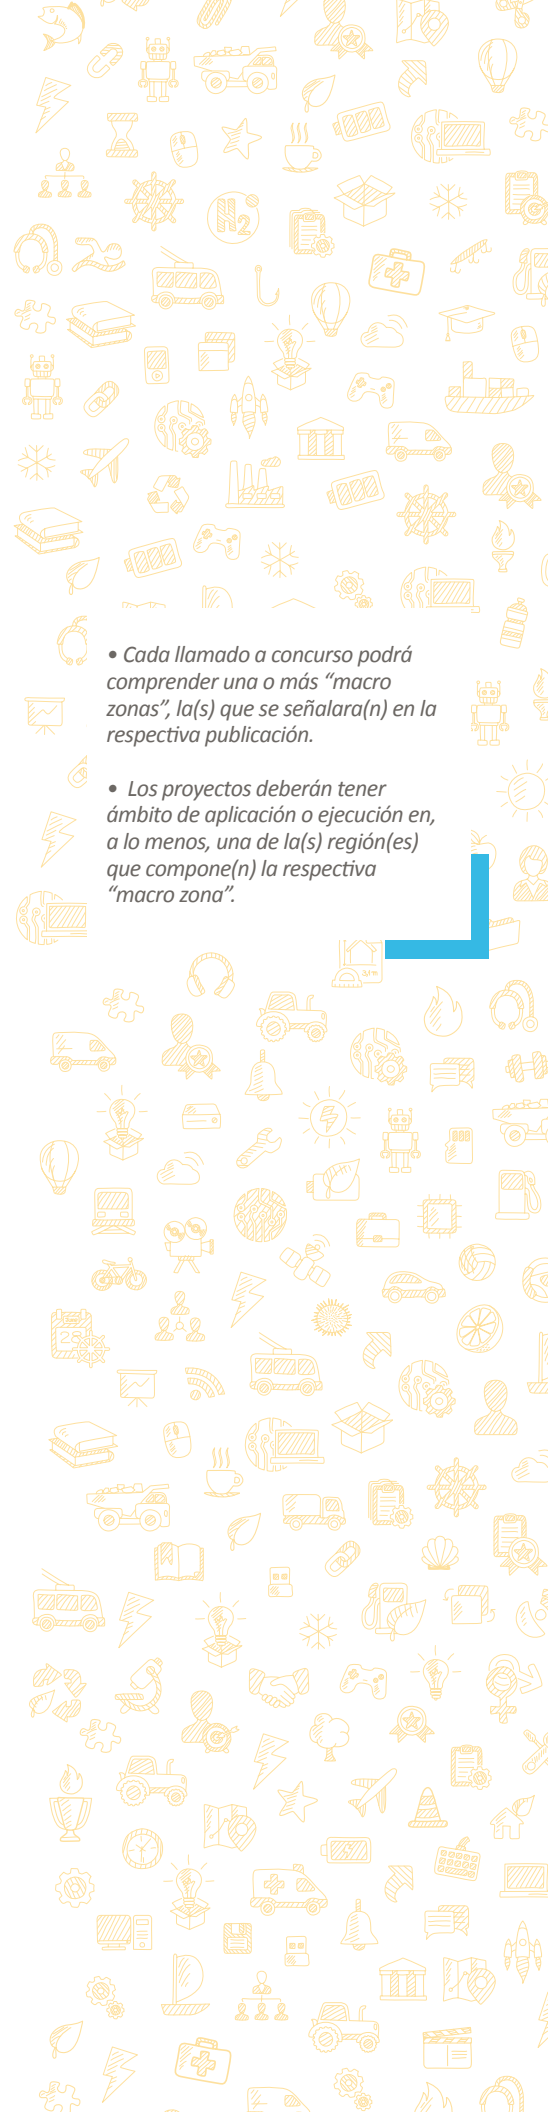 N2
• Cada llamado a concurso podrá
comprender una o más “macro
zonas”, la(s) que se señalara(n) en la
respectiva publicación.
• Los proyectos deberán tener
ámbito de aplicación o ejecución en,
a lo menos, una de la(s) región(es)
que compone(n) la respectiva
“macro zona”.
23